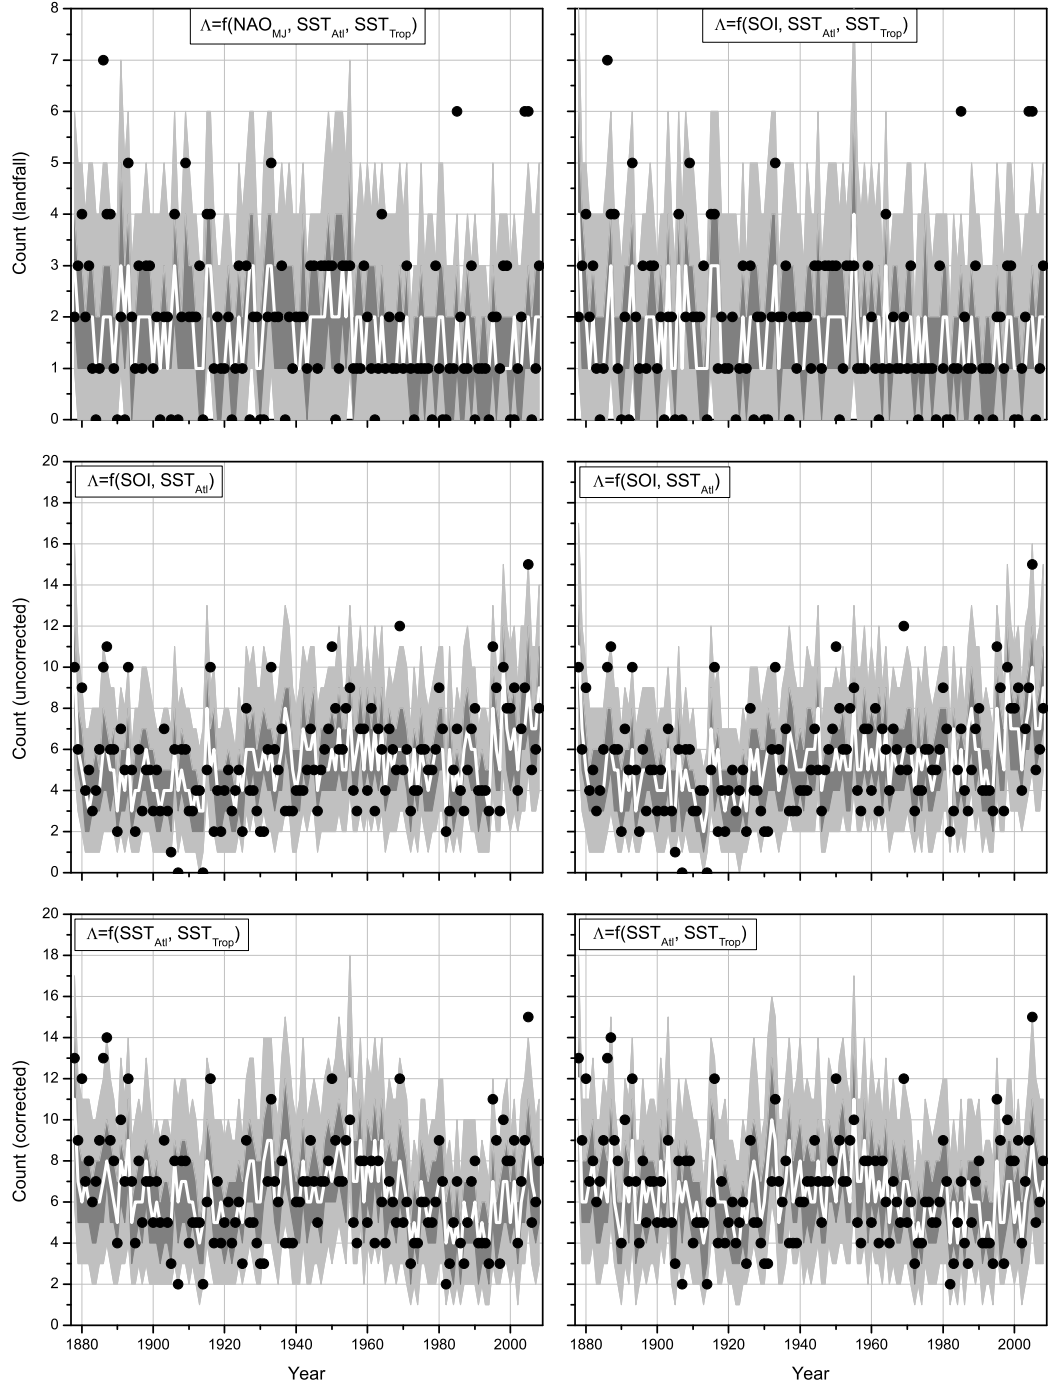 Λ=f(NAO_MJ, SST_Atl, SST_Trop)
Λ=f(SOI, SST_Atl, SST_Trop)
8
7
6
5
4
3
2
1
0
Count (landfall)
Λ=f(SOI, SST_Atl)
Λ=f(SOI, SST_Atl)
20
18
16
14
12
10
8
6
4
2
0
Count (uncorrected)
Λ=f(SST_Atl, SST_Trop)
Λ=f(SST_Atl, SST_Trop)
20
18
16
14
12
10
8
6
4
2
0
Count (corrected)
1880 1900 1920 1940 1960 1980 2000
1880 1900 1920 1940 1960 1980 2000
Year
Year